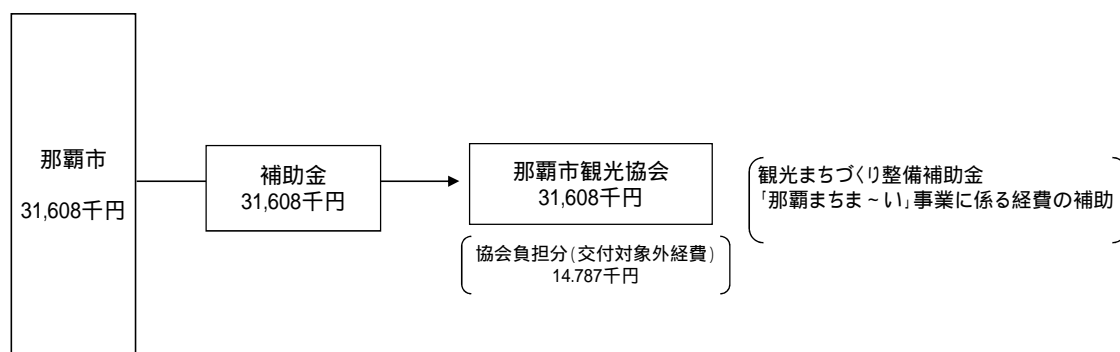 那覇市
31,608千円
補助金
31,608千円
那覇市観光協会
31,608千円
協会負担分(交付対象外経費)
14.787千円
観光まちづくり整備補助金
「那覇まちま~い」事業に係る経費の補助